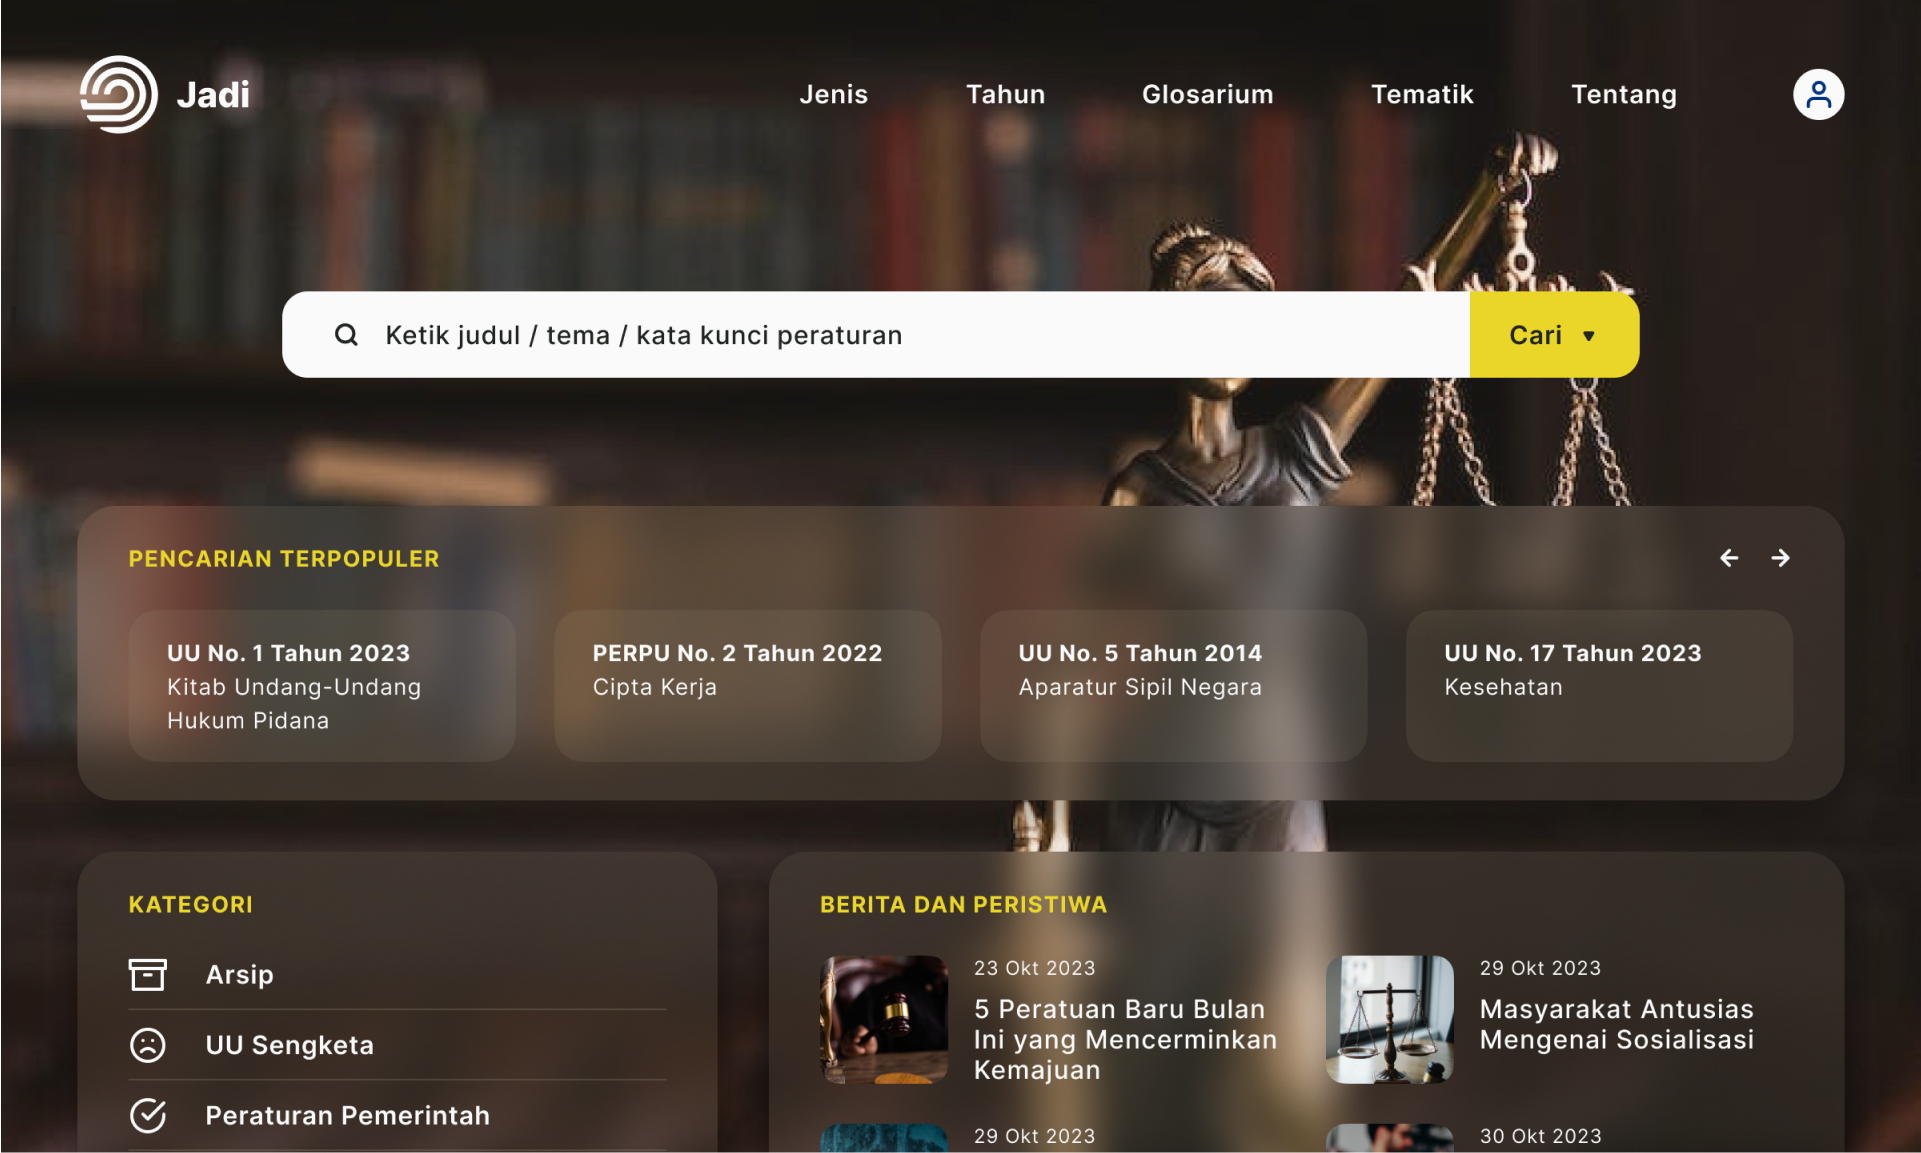 Jadi
Jenis
Tahun
Glosarium
Tematik
Tentang
Ketik judul / tema / kata kunci peraturan
Cari
PENCARIAN TERPOPULER
UU No. 1 Tahun 2023
Kitab Undang-Undang
Hukum Pidana
PERPU No. 2 Tahun 2022
Cipta Kerja
UU No. 5 Tahun 2014
Aparatur Sipil Negara
UU No. 17 Tahun 2023
Kesehatan
KATEGORI
Arsip
UU Sengketa
Peraturan Pemerintah
BERITA DAN PERISTIWA
23 Okt 2023
5 Peratuan Baru Bulan
Ini yang Mencerminkan
Kemajuan
29 Okt 2023
Masyarakat Antusias
Mengenai Sosialisasi
29 Okt 2023
30 Okt 2023